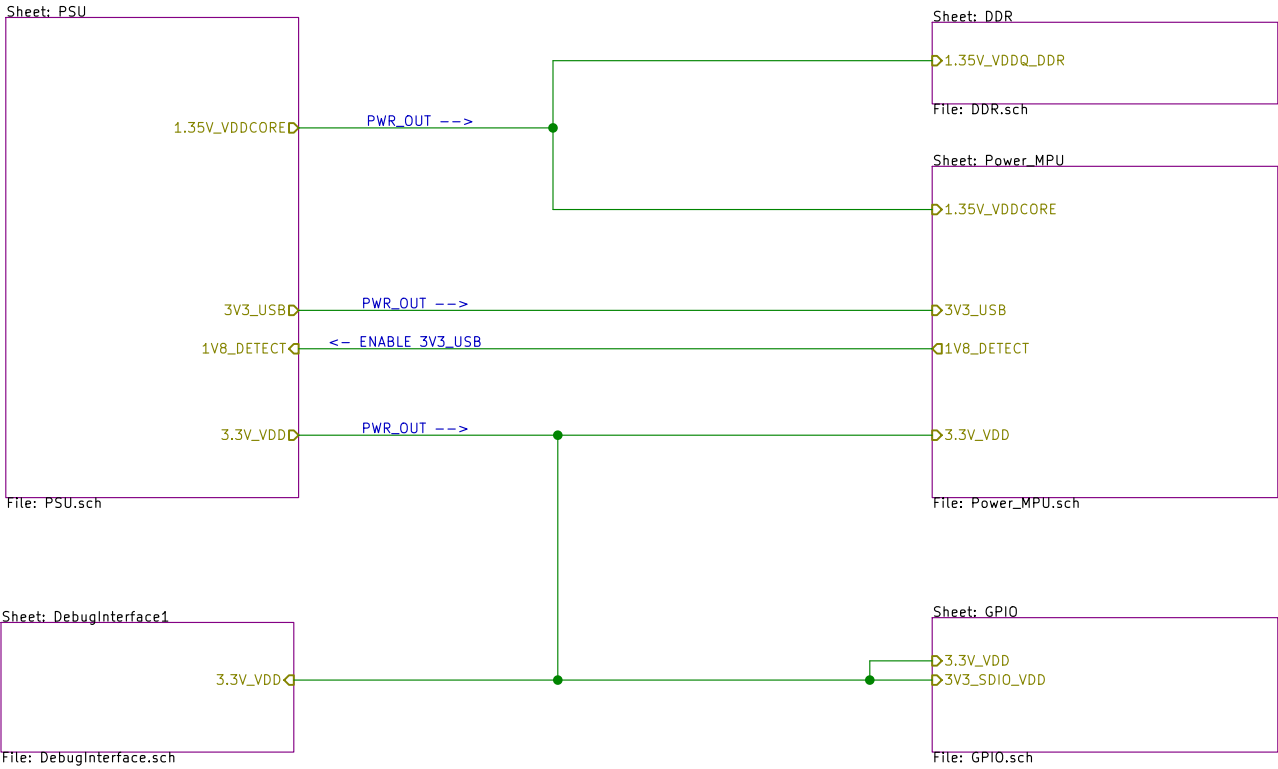 Sheet: PSU
1.35V_VDDCORE
3V3_USB
1V8_DETECT
3.3V_VDD
File: PSU.sch
PWR_OUT -->
PWR_OUT -->
<- ENABLE 3V3_USB
PWR_OUT -->
Sheet: DDR
1.35V_VDDQ_DDR
File: DDR.sch
Sheet: Power_MPU
1.35V_VDDCORE
3V3_USB
1V8_DETECT
3.3V_VDD
File: Power_MPU.sch
Sheet: DebugInterface1
3.3V_VDD
File: DebugInterface.sch
Sheet: GPIO
3.3V_VDD
3V3_SDIO_VDD
File: GPIO.sch